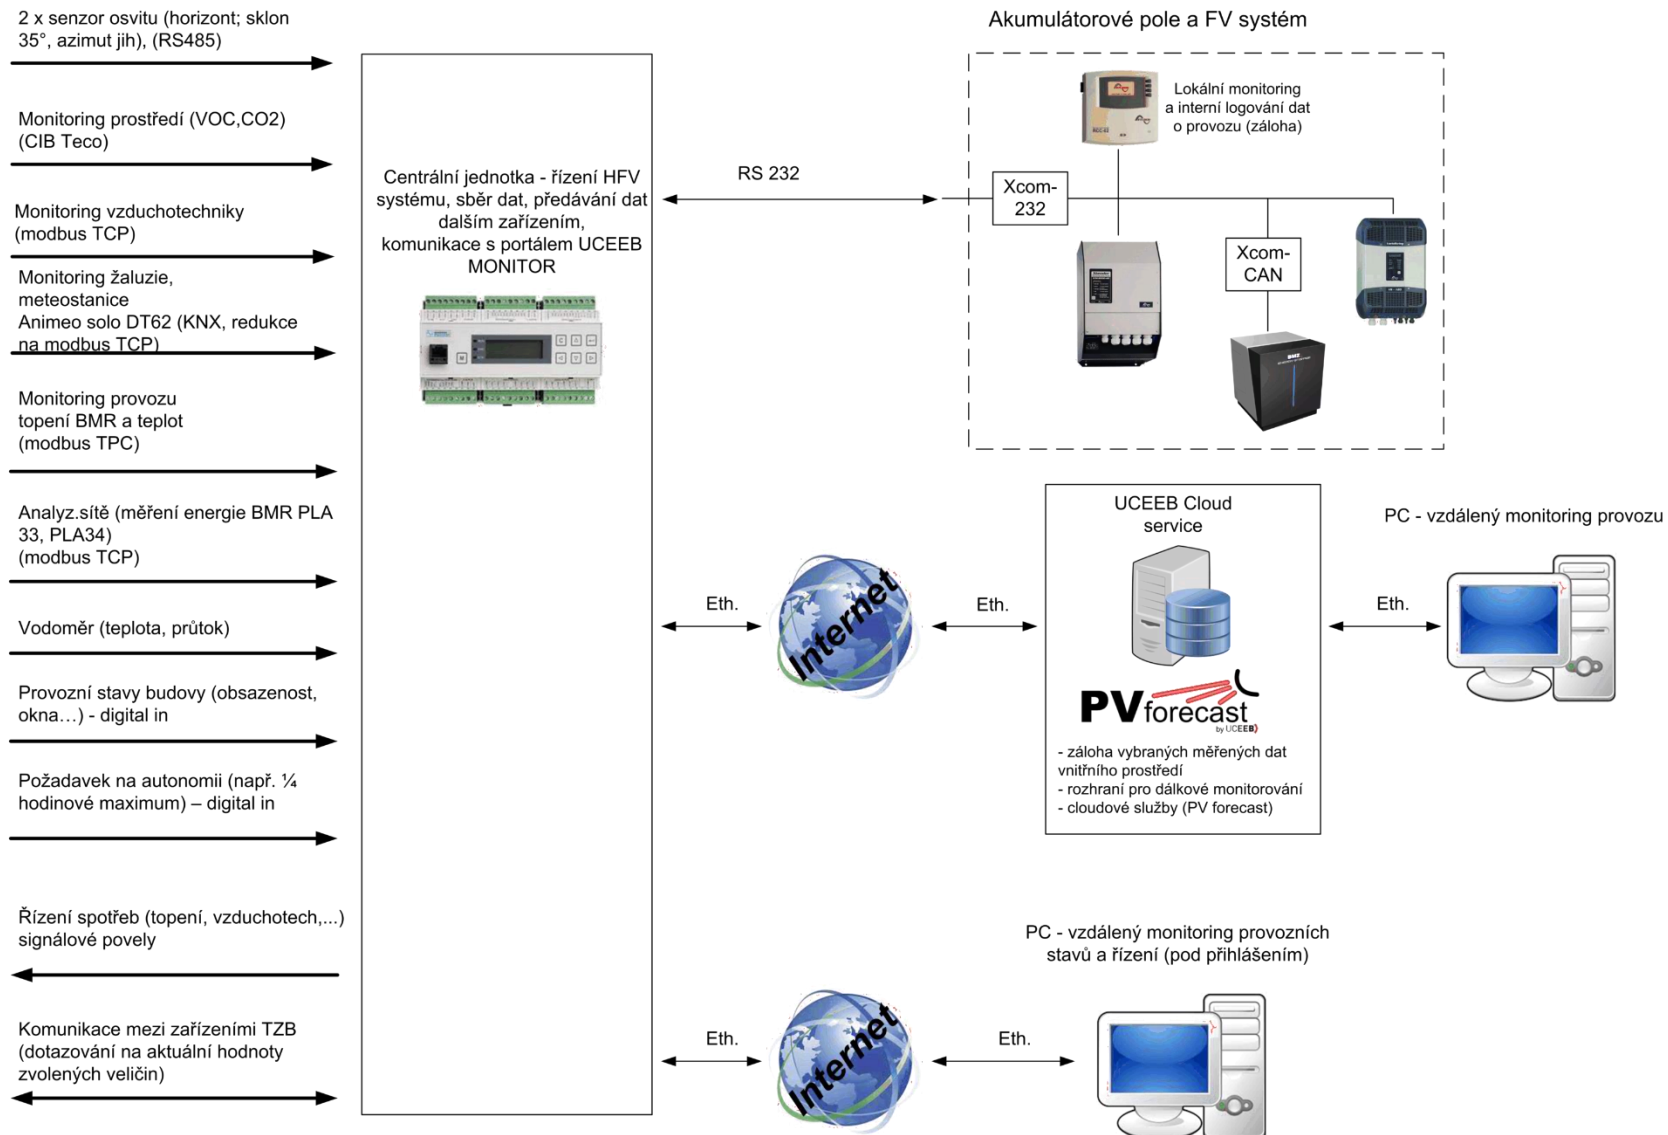 2 x senzor osvitu (horizont; sklon
35°, azimut jih), (RS485)
Monitoring prostředí (VOC,CO2)
(CIB Teco)
Monitoring vzduchotechniky
(modbus TCP)
Monitoring žaluzie,
meteostanice
Animeo solo DT62 (KNX, redukce
na modbus TCP)
Monitoring provozu
topení BMR a teplot
(modbus TPC)
Analyz.sítě (měření energie BMR PLA
33, PLA34)
(modbus TCP)
Vodoměr (teplota, průtok)
Provozní stavy budovy (obsazenost,
okna…) - digital in
Požadavek na autonomii (např. ¼
hodinové maximum) – digital in
Řízení spotřeb (topení, vzduchotech,...)
signálové povely
Komunikace mezi zařízeními TZB
(dotazování na aktuální hodnoty
zvolených veličin)
Centrální jednotka - řízení HFV
systému, sběr dat, předávání dat
dalším zařízením,
komunikace s portálem UCEEB
MONITOR
RS 232
Akumulátorové pole a FV systém
Lokální monitoring
a interní logování dat
o provozu (záloha)
Xcom-
232
Xcom-
CAN
BMZ
Eth.
Internet
Eth.
UCEEB Cloud
service
PVforecast
by UCEEB
- záloha vybraných měřených dat
vnitřního prostředí
- rozhraní pro dálkové monitorování
- cloudové služby (PV forecast)
Eth.
PC - vzdálený monitoring provozu
Eth.
Internet
Eth.
PC - vzdálený monitoring provozních
stavů a řízení (pod přihlášením)